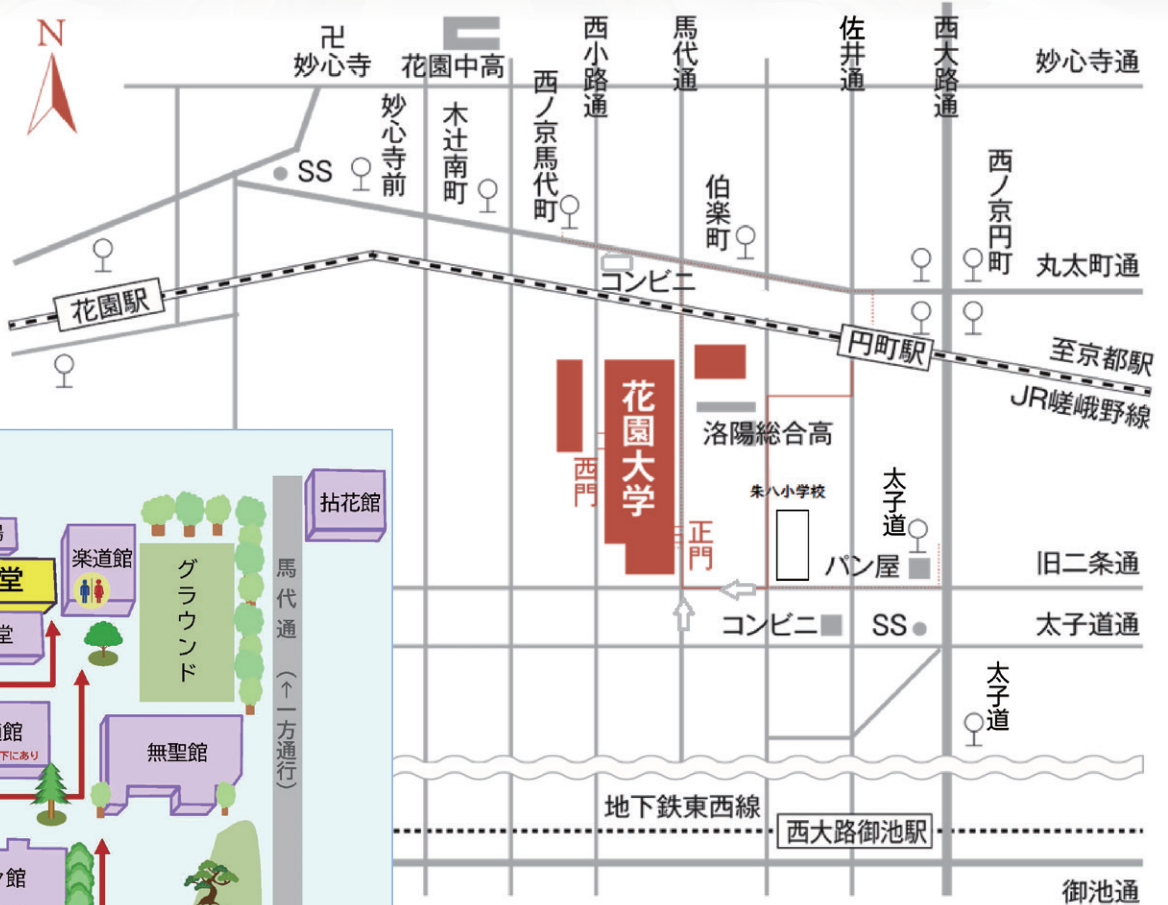 N
卍
妙心寺
花園中高
西小路通
馬代通
佐井通
西大路通
妙心寺通
SS
妙心寺前
木辻南町
西ノ京馬代町
伯楽町
西ノ京円町
丸太町通
コンビニ
花園駅
円町駅
至京都駅
JR嵯峨野線
花園大学
西門
正門
洛陽総合高
朱八小学校
太子道
パン屋
旧二条通
コンビニ
SS
太子道通
太子道
地下鉄東西線
西大路御池駅
御池通
拈花館
楽道館
堂
堂
グラウンド
馬代通
（↑一方通行）
館
下にあり
無聖館
館